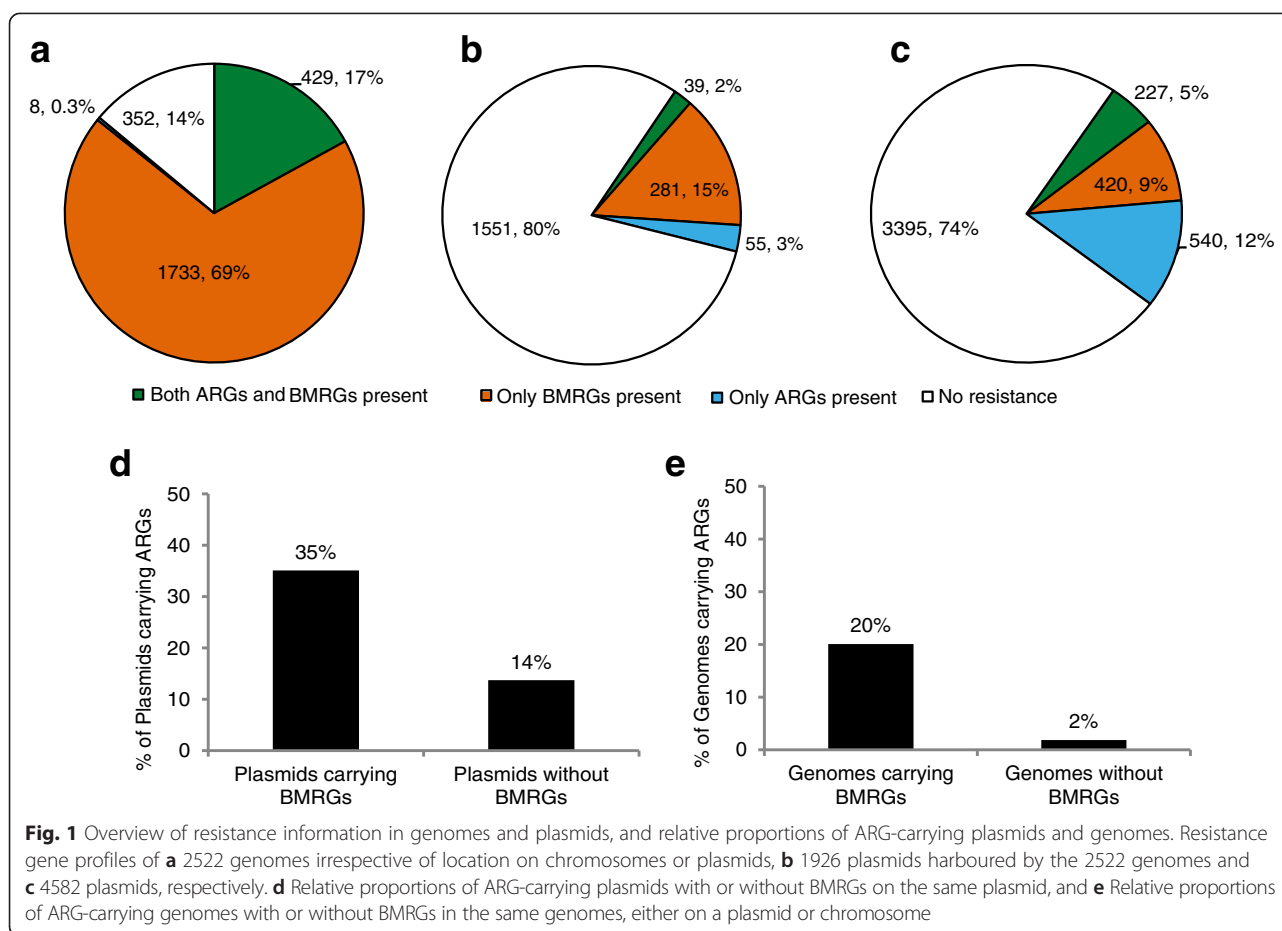 a
429, 17%
8, 0.3%
352, 14%
1733, 69%
b
39, 2%
281, 15%
1551, 80%
55, 3%
c
227, 5%
420, 9%
3395, 74%
540, 12%
Both ARGs and BMRGs present
Only BMRGs present
Only ARGs present
No resistance
d
% of Plasmids carrying ARGs
50
40
30
20
10
0
35%
14%
Plasmids carrying
BMRGs
Plasmids without
BMRGs
e
% of Genomes carrying ARGs
50
40
30
20
10
0
20%
2%
Genomes carrying
BMRGs
Genomes without
BMRGs
Fig. 1 Overview of resistance information in genomes and plasmids, and relative proportions of ARG-carrying plasmids and genomes. Resistance
gene profiles of a 2522 genomes irrespective of location on chromosomes or plasmids, b 1926 plasmids harboured by the 2522 genomes and
c 4582 plasmids, respectively. d Relative proportions of ARG-carrying plasmids with or without BMRGs on the same plasmid, and e Relative proportions
of ARG-carrying genomes with or without BMRGs in the same genomes, either on a plasmid or chromosome